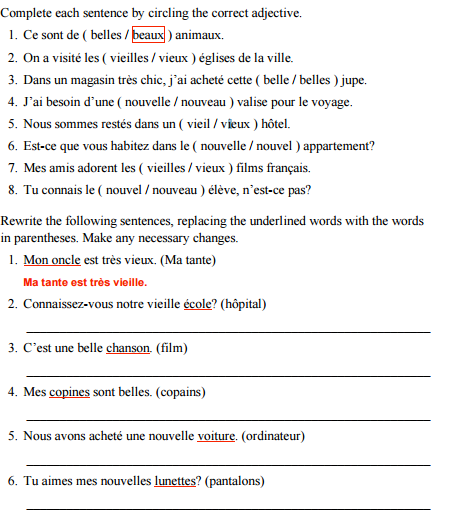 Complete each sentence by circling the correct adjective.
1. Ce sont de ( belles / beaux ) animaux.
2. On a visité les ( vieilles / vieux ) églises de la ville.
3. Dans un magasin très chic, j'ai acheté cette ( belle / belles ) jupe.
4. J'ai besoin d'une ( nouvelle / nouveau ) valise pour le voyage.
5. Nous sommes restés dans un ( vieil / vieux ) hôtel.
6. Est-ce que vous habitez dans le ( nouvelle / nouvel ) appartement?
7. Mes amis adorent les ( vieilles / vieux ) films français.
8. Tu connais le ( nouvel / nouveau ) élève, n'est-ce pas?
Rewrite the following sentences, replacing the underlined words with the words
in parentheses. Make any necessary changes.
1. Mon oncle est très vieux. (Ma tante)
Ma tante est très vieille.
2. Connaissez-vous notre vieille école? (hôpital)
3. C'est une belle chanson. (film)
4. Mes copines sont belles. (copains)
5. Nous avons acheté une nouvelle voiture. (ordinateur)
6. Tu aimes mes nouvelles lunettes? (pantalons)